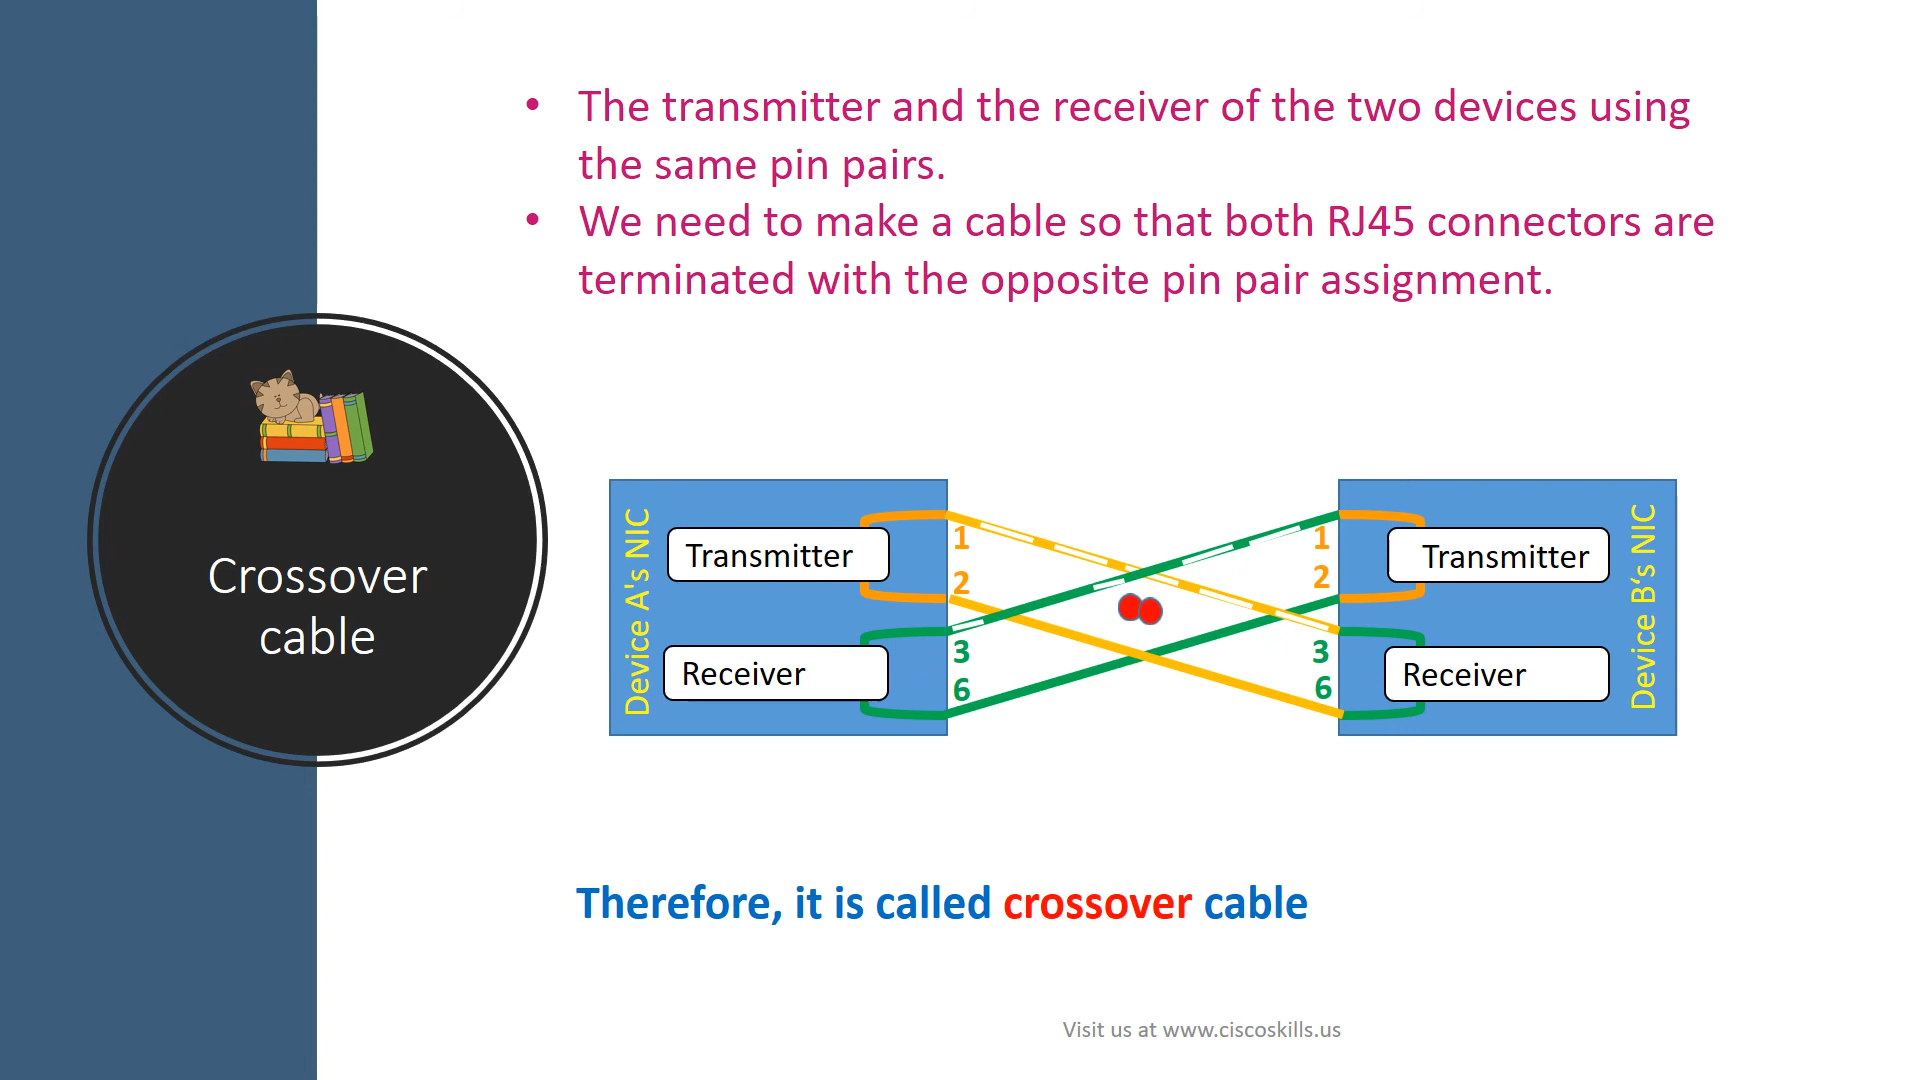 • The transmitter and the receiver of the two devices using
the same pin pairs.
• We need to make a cable so that both RJ45 connectors are
terminated with the opposite pin pair assignment.
Crossover
cable
Device A's NIC
Transmitter
Receiver
1
2
3
6
1
2
3
6
Transmitter
Receiver
Device B‘s NIC
Therefore, it is called crossover cable
Visit us at www.ciscoskills.us